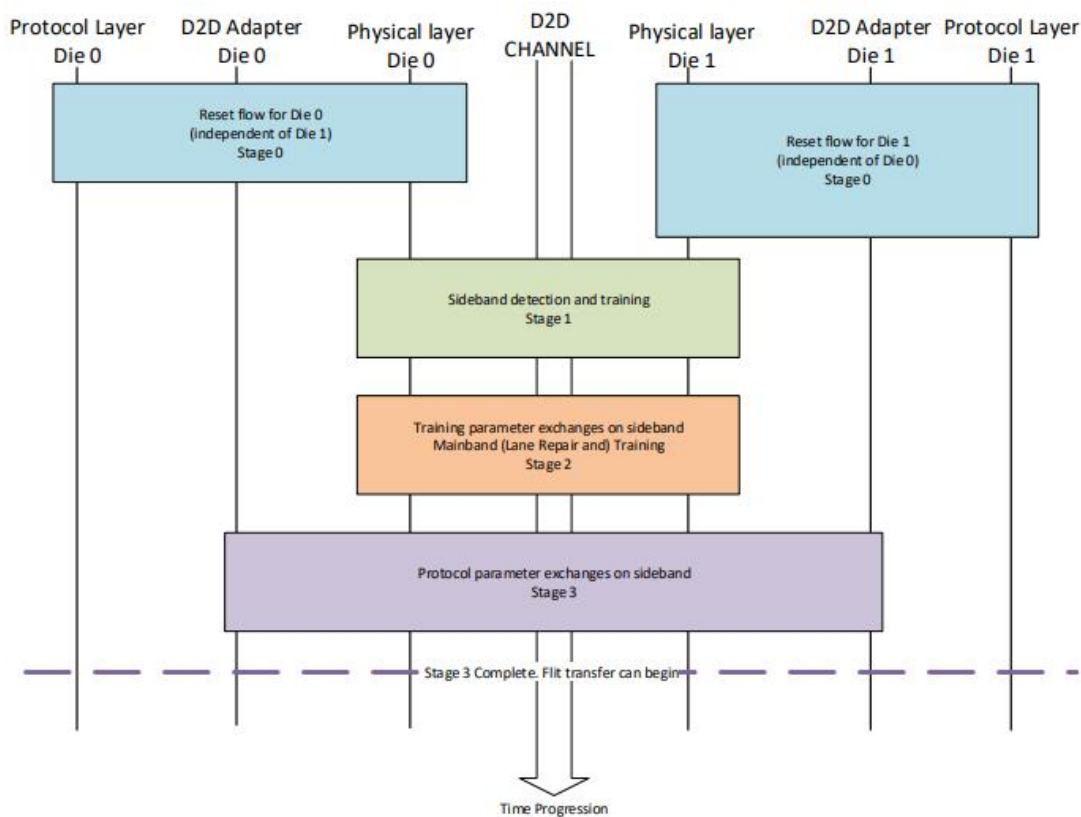 Protocol Layer
Die 0
D2D Adapter
Die 0
Physical layer
Die 0
D2D
CHANNEL
Physical layer
Die 1
D2D Adapter
Die 1
Protocol Layer
Die 1
Reset flow for Die 0
(independent of Die 1)
Stage 0
Reset flow for Die 1
(independent of Die 0)
Stage 0
Sideband detection and training
Stage 1
Training parameter exchanges on sideband
Mainband (Lane Repair and) Training
Stage 2
Protocol parameter exchanges on sideband
Stage 3
Stage 3 Complete. Flit transfer can begin
Time Progression